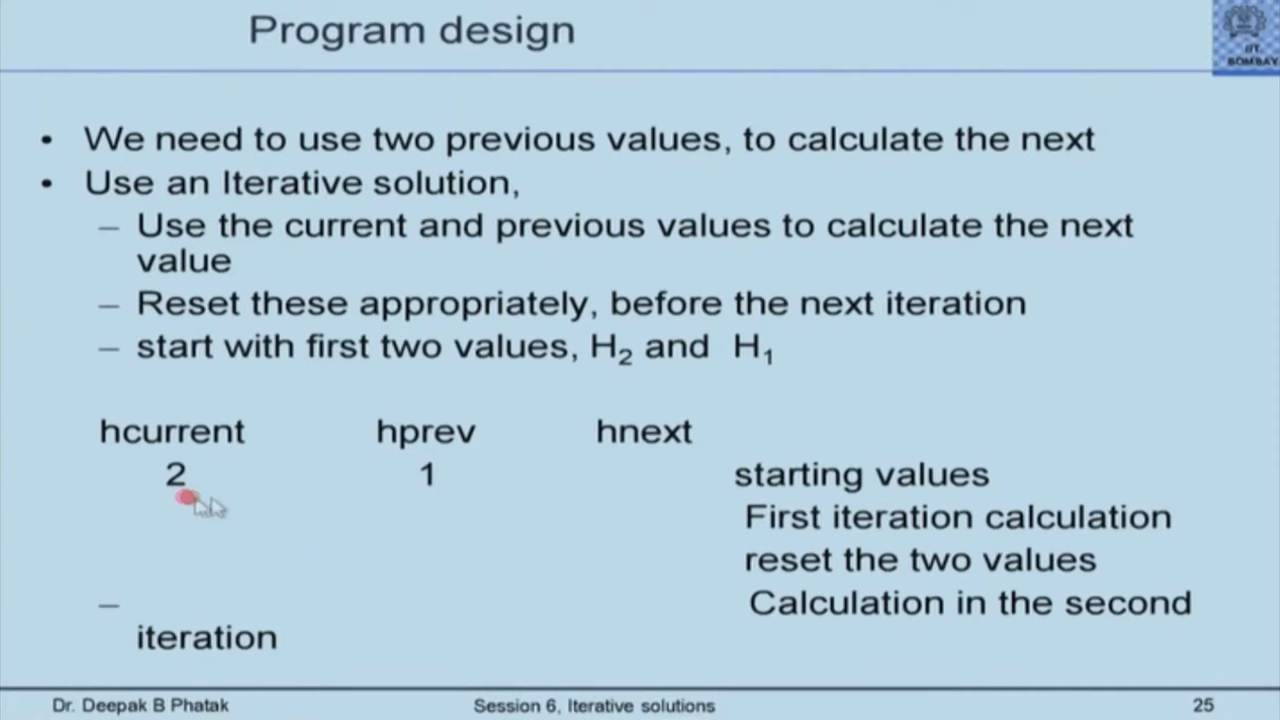 Program design
IIT
BOMBAY
• We need to use two previous values, to calculate the next
• Use an Iterative solution,
– Use the current and previous values to calculate the next
value
– Reset these appropriately, before the next iteration
– start with first two values, H₂ and H₁
hcurrent hprev hnext
2 1 starting values
First iteration calculation
reset the two values
– Calculation in the second
iteration
Dr. Deepak B Phatak Session 6, Iterative solutions 25